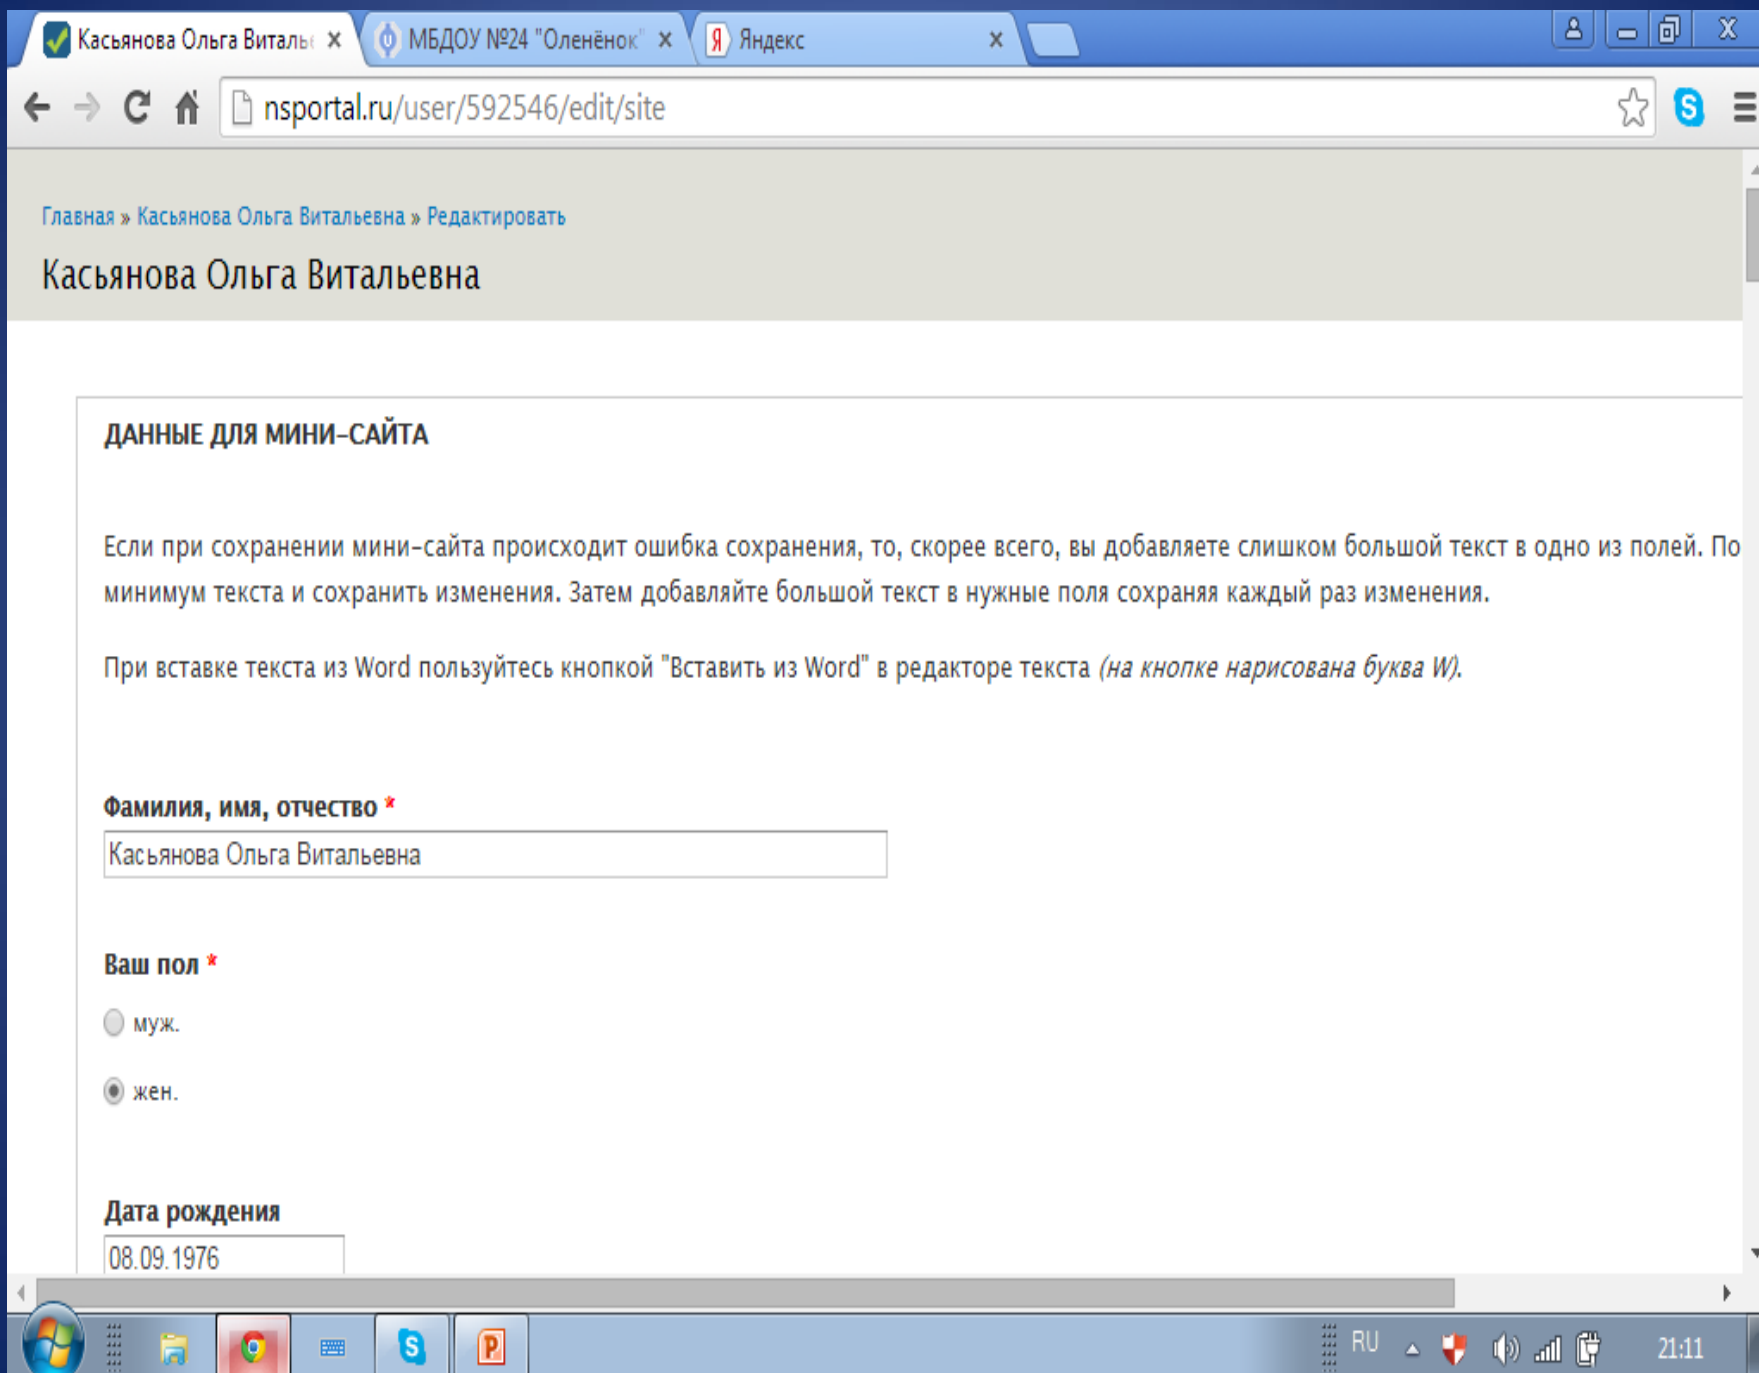 Касьянова Ольга Виталье
МБДОУ №24 "Оленёнок"
Яндекс
nsportal.ru/user/592546/edit/site
Главная » Касьянова Ольга Витальевна » Редактировать
Касьянова Ольга Витальевна
ДАННЫЕ ДЛЯ МИНИ-САЙТА
Если при сохранении мини-сайта происходит ошибка сохранения, то, скорее всего, вы добавляете слишком большой текст в одно из полей. По
минимум текста и сохранить изменения. Затем добавляйте большой текст в нужные поля сохраняя каждый раз изменения.
При вставке текста из Word пользуйтесь кнопкой "Вставить из Word" в редакторе текста (на кнопке нарисована буква W).
Фамилия, имя, отчество *
Касьянова Ольга Витальевна
Ваш пол *
муж.
жен.
Дата рождения
08.09.1976
RU
21:11